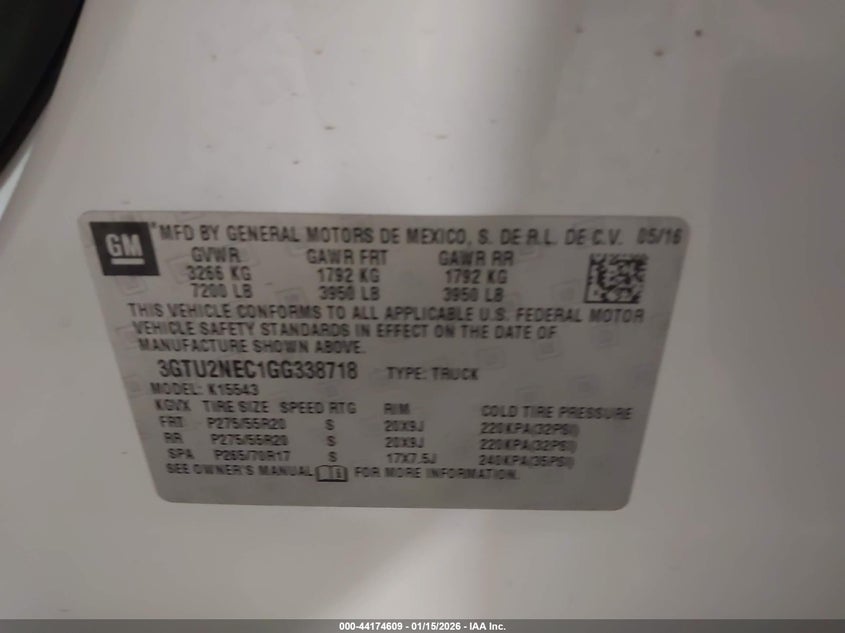 GM
MFD BY GENERAL MOTORS DE MEXICO, S. DE R.L. DE C.V. 05/16
GVWR GAWR FRT GAWR RR
3266 KG 1792 KG 1792 KG
7200 LB 3950 LB 3950 LB
THIS VEHICLE CONFORMS TO ALL APPLICABLE U.S. FEDERAL MOTOR
VEHICLE SAFETY STANDARDS IN EFFECT ON THE DATE OF
MANUFACTURE SHOWN ABOVE.
3GTU2NEC1GG338718 TYPE: TRUCK
MODEL: K15543
KGVX TIRE SIZE SPEED RTG RIM COLD TIRE PRESSURE
FRT P275/55R20 S 20X9J 220KPA(32PSI)
RR P275/55R20 S 20X9J 220KPA(32PSI)
SPA P265/70R17 S 17X7.5J 240KPA(35PSI)
SEE OWNER'S MANUAL FOR MORE INFORMATION.
000-44174609 - 01/15/2026 - IAA Inc.